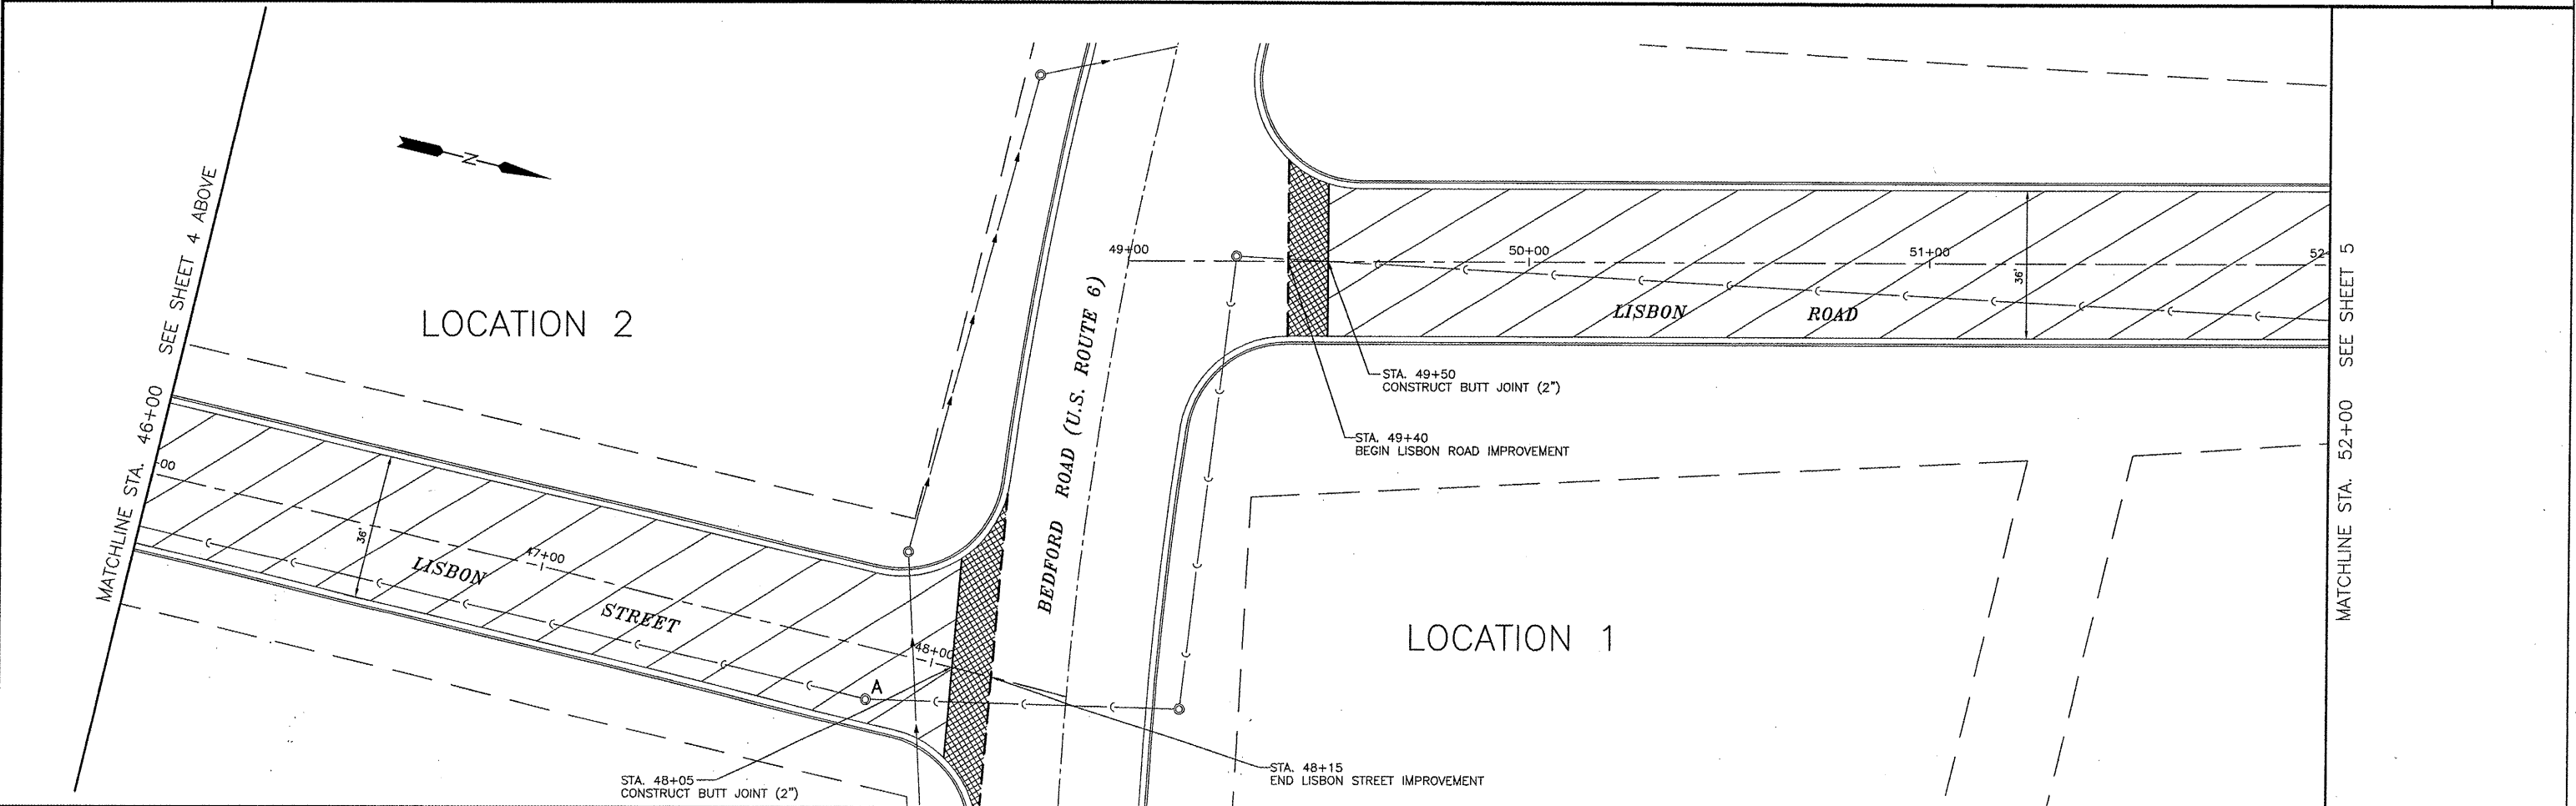 MATCHLINE STA. 46+00 SEE SHEET 4 ABOVE
N
LOCATION 2
-00
36'
LISBON
47+00
STREET
48+00
A
STA. 48+05
CONSTRUCT BUTT JOINT (2")
BEDFORD ROAD (U.S. ROUTE 6)
49+00
50+00
51+00
52
36'
LISBON ROAD
STA. 49+50
CONSTRUCT BUTT JOINT (2")
STA. 49+40
BEGIN LISBON ROAD IMPROVEMENT
LOCATION 1
STA. 48+15
END LISBON STREET IMPROVEMENT
MATCHLINE STA. 52+00 SEE SHEET 5